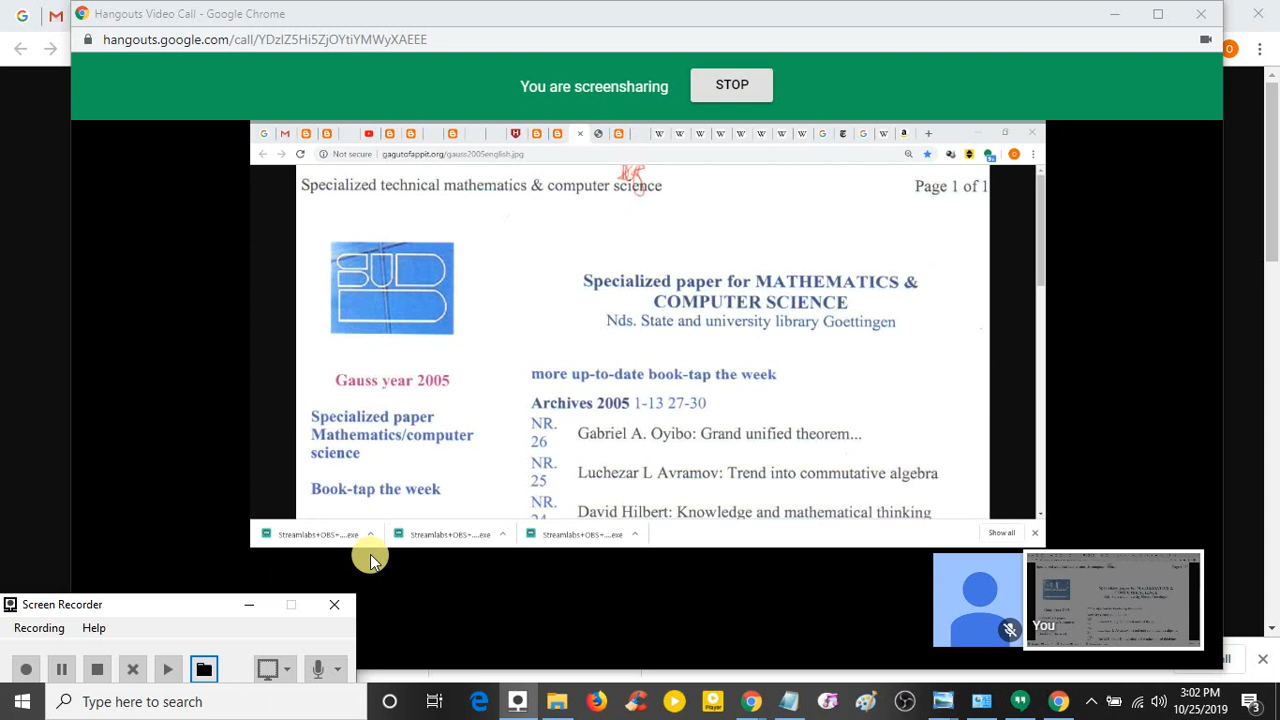 Hangouts Video Call - Google Chrome
hangouts.google.com/call/YDzIZ5Hi5ZjOYtiYMWyXAEEE
You are screensharing
STOP
Not secure
gagutofappit.org/gauss2005english.jpg
Specialized technical mathematics & computer science
Page 1 of 1
SUB
Specialized paper for MATHEMATICS &
COMPUTER SCIENCE
Nds. State and university library Goettingen
Gauss year 2005
more up-to-date book-tap the week
Archives 2005 1-13 27-30
Specialized paper
Mathematics/computer
science
Book-tap the week
NR.
26
Gabriel A. Oyibo: Grand unified theorem...
NR.
25
Luchezar L Avramov: Trend into commutative algebra
NR.
24
David Hilbert: Knowledge and mathematical thinking
Streamlabs+OBS+....exe
Streamlabs+OBS+....exe
Streamlabs+OBS+....exe
Show all
You
Screen Recorder
Recording
Help
Type here to search
3:02 PM
10/25/2019
3